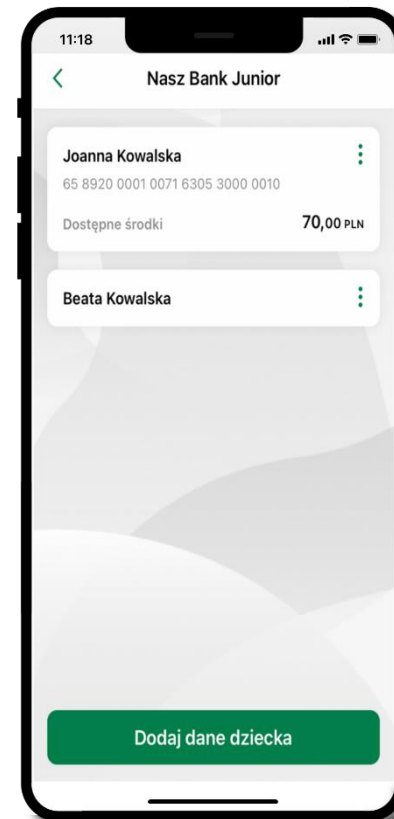 11:18
Nasz Bank Junior
Joanna Kowalska
65 8920 0001 0071 6305 3000 0010
Dostępne środki 70,00 PLN
Beata Kowalska
Dodaj dane dziecka